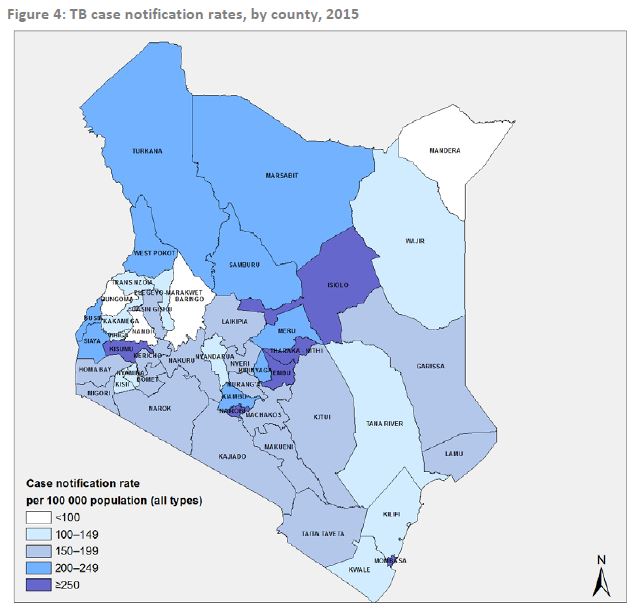 Figure 4: TB case notification rates, by county, 2015
MANDERA
TURKANA
MARSABIT
WAJIR
WEST POKOT
SAMBURU
ISIOLO
TRANS NZOIA
ELEGEYO-MARAKWET
BARINGO
BUNGOMA
UASIN GISHU
BUSIA
KAKAMEGA
LAIKIPIA
MERU
NANDI
SIAYA
KISUMU
THARAKA
NITHI
KERICHO
NYANDARUA
NAKURU
NYERI
GARISSA
HOMA BAY
KIRINYAGA
EMBU
NYAMIRA
BOMET
KISII
MURANG'A
MIGORI
KIAMBU
NAROK
NAIROBI
MACHAKOS
KITUI
TANA RIVER
MAKUENI
LAMU
KAJIADO
KILIFI
TAITA TAVETA
MOMBASA
KWALE
Case notification rate
per 100 000 population (all types)
<100
100–149
150–199
200–249
≥250
N